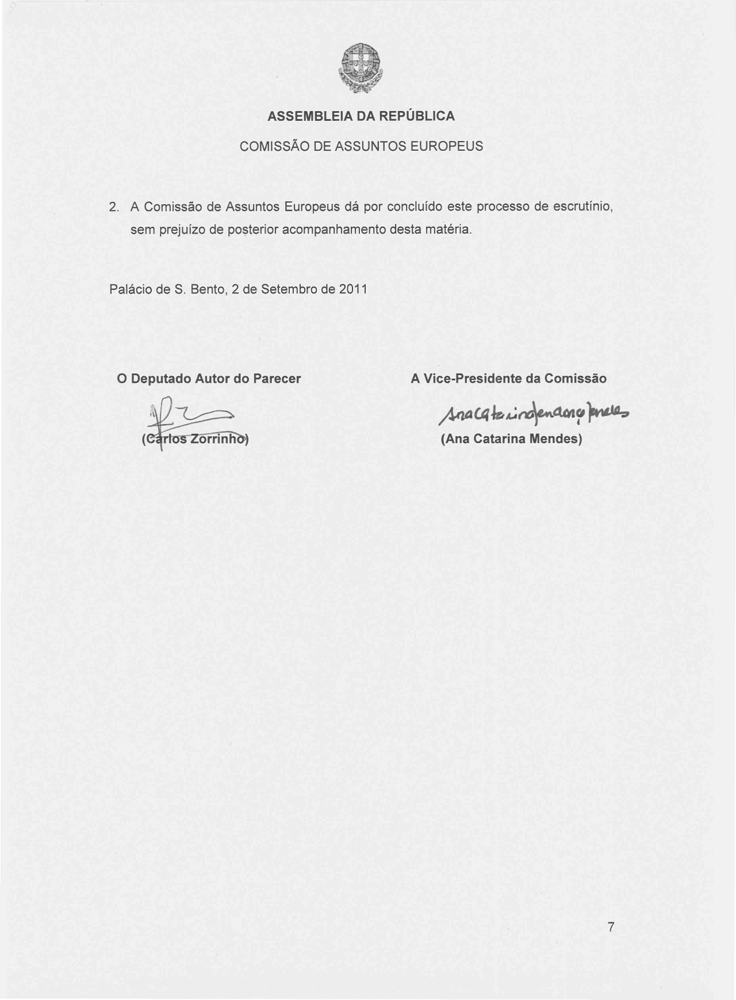 ASSEMBLEIA DA REPÚBLICA
COMISSÃO DE ASSUNTOS EUROPEUS
2. A Comissão de Assuntos Europeus dá por concluído este processo de escrutínio,
sem prejuízo de posterior acompanhamento desta matéria.
Palácio de S. Bento, 2 de Setembro de 2011
O Deputado Autor do Parecer
A Vice-Presidente da Comissão
(Carlos Zorrinho)
(Ana Catarina Mendes)
7